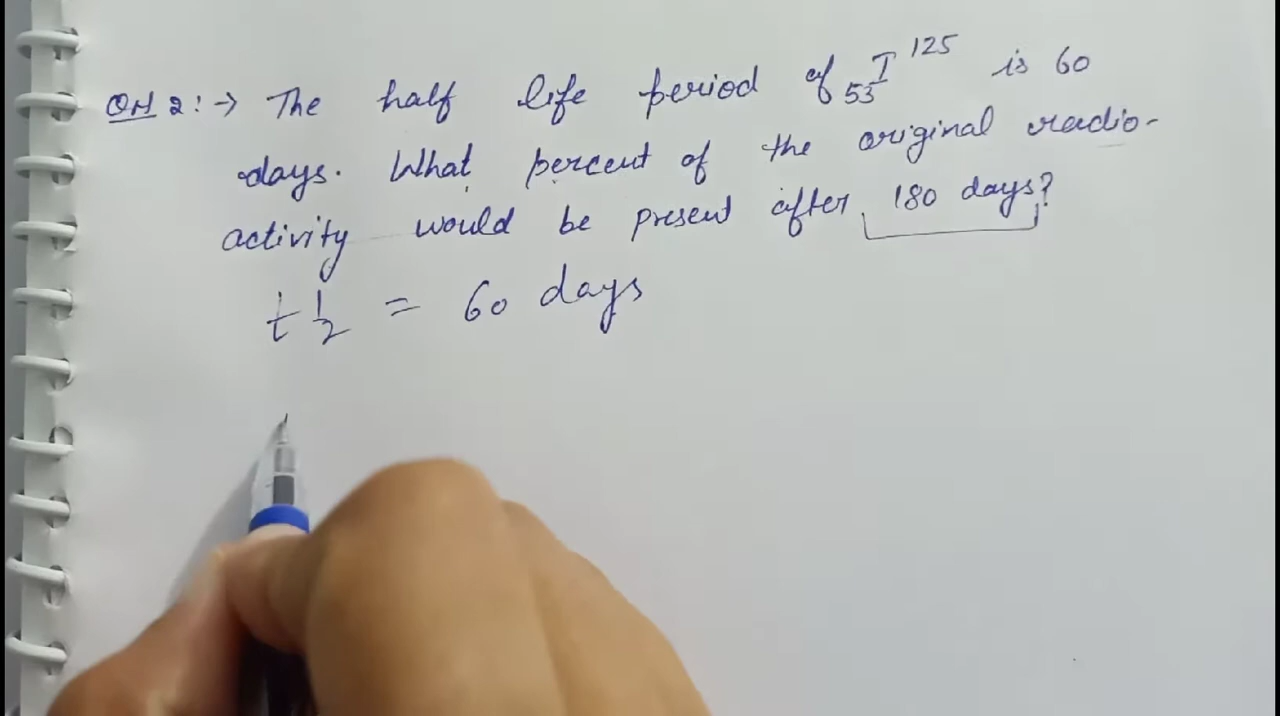 QN 2:→ The half life period of ₅₃I¹²⁵ is 60
days. What percent of the original radio-
activity would be present after 180 days?
t½ = 60 days